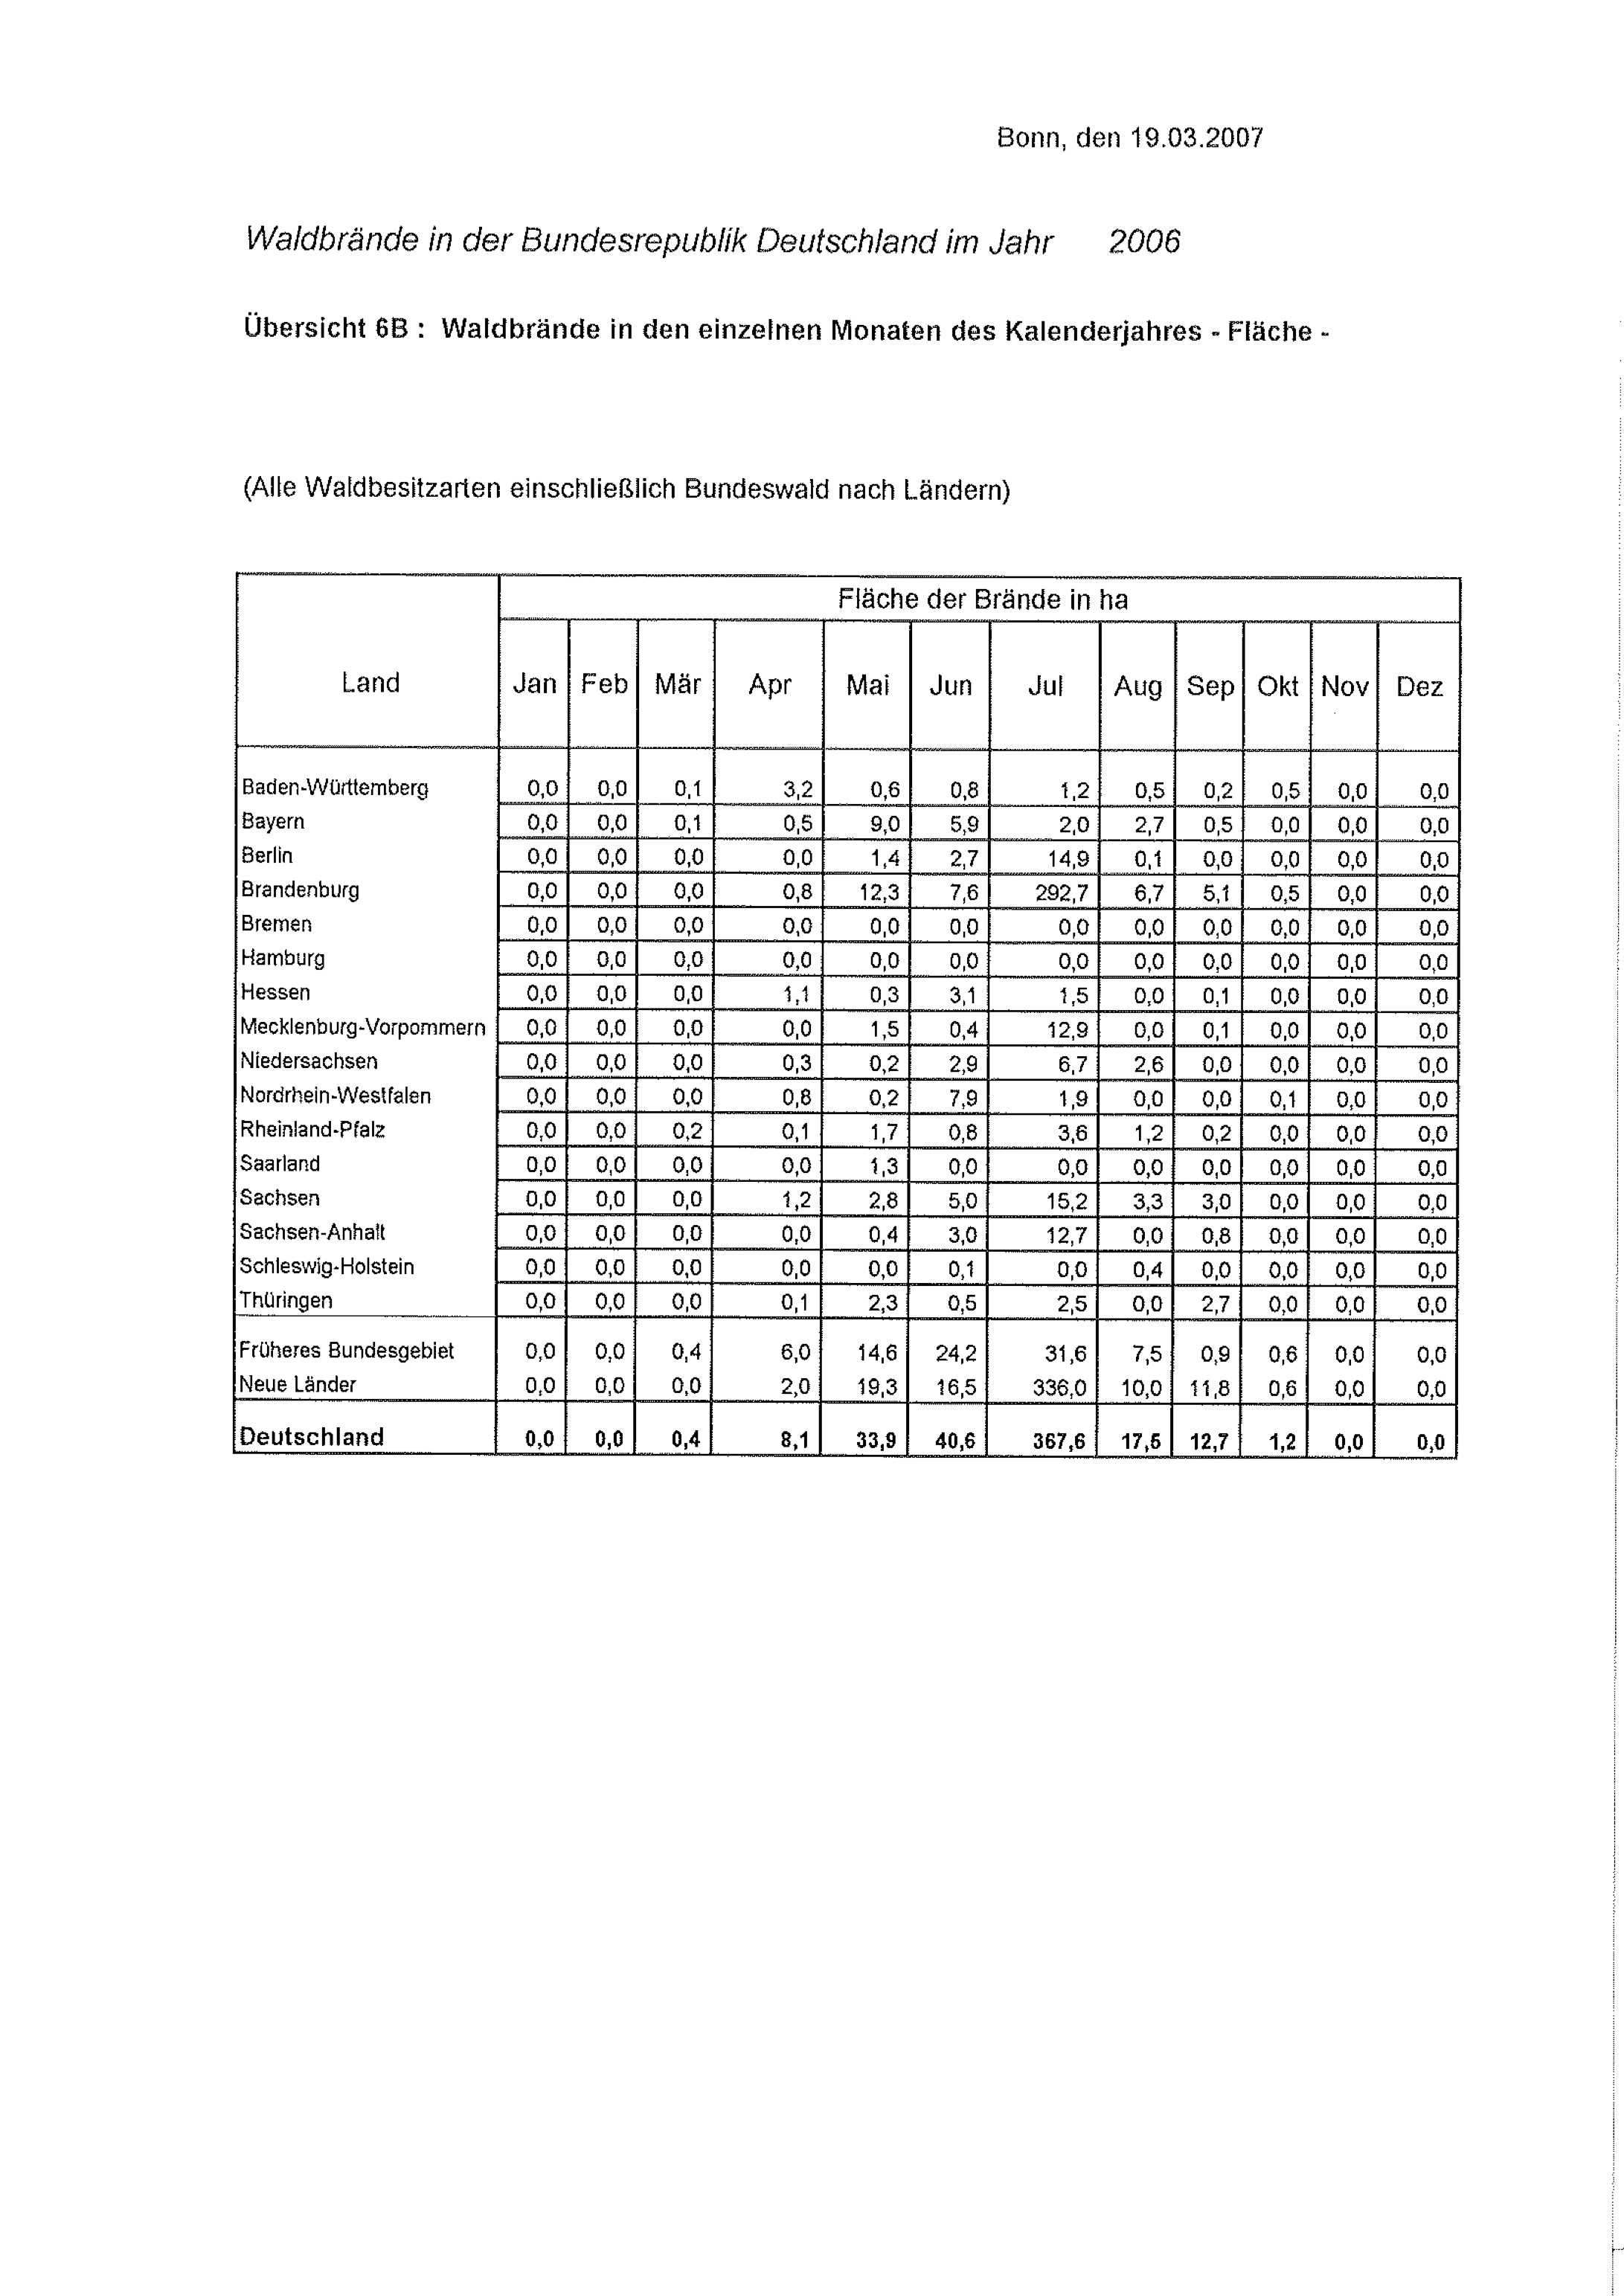 Bonn, den 19.03.2007
Waldbrände in der Bundesrepublik Deutschland im Jahr 2006
Übersicht 6B : Waldbrände in den einzelnen Monaten des Kalenderjahres - Fläche -
(Alle Waldbesitzarten einschließlich Bundeswald nach Ländern)
Fläche der Brände in ha
Land Jan Feb Mär Apr Mai Jun Jul Aug Sep Okt Nov Dez
Baden-Württemberg 0,0 0,0 0,1 3,2 0,6 0,8 1,2 0,5 0,2 0,5 0,0 0,0
Bayern 0,0 0,0 0,1 0,5 9,0 5,9 2,0 2,7 0,5 0,0 0,0 0,0
Berlin 0,0 0,0 0,0 0,0 1,4 2,7 14,9 0,1 0,0 0,0 0,0 0,0
Brandenburg 0,0 0,0 0,0 0,8 12,3 7,6 292,7 6,7 5,1 0,5 0,0 0,0
Bremen 0,0 0,0 0,0 0,0 0,0 0,0 0,0 0,0 0,0 0,0 0,0 0,0
Hamburg 0,0 0,0 0,0 0,0 0,0 0,0 0,0 0,0 0,0 0,0 0,0 0,0
Hessen 0,0 0,0 0,0 1,1 0,3 3,1 1,5 0,0 0,1 0,0 0,0 0,0
Mecklenburg-Vorpommern 0,0 0,0 0,0 0,0 1,5 0,4 12,9 0,0 0,1 0,0 0,0 0,0
Niedersachsen 0,0 0,0 0,0 0,3 0,2 2,9 6,7 2,6 0,0 0,0 0,0 0,0
Nordrhein-Westfalen 0,0 0,0 0,0 0,8 0,2 7,9 1,9 0,0 0,0 0,1 0,0 0,0
Rheinland-Pfalz 0,0 0,0 0,2 0,1 1,7 0,8 3,6 1,2 0,2 0,0 0,0 0,0
Saarland 0,0 0,0 0,0 0,0 1,3 0,0 0,0 0,0 0,0 0,0 0,0 0,0
Sachsen 0,0 0,0 0,0 1,2 2,8 5,0 15,2 3,3 3,0 0,0 0,0 0,0
Sachsen-Anhalt 0,0 0,0 0,0 0,0 0,4 3,0 12,7 0,0 0,8 0,0 0,0 0,0
Schleswig-Holstein 0,0 0,0 0,0 0,0 0,0 0,1 0,0 0,4 0,0 0,0 0,0 0,0
Thüringen 0,0 0,0 0,0 0,1 2,3 0,5 2,5 0,0 2,7 0,0 0,0 0,0
Früheres Bundesgebiet 0,0 0,0 0,4 6,0 14,6 24,2 31,6 7,5 0,9 0,6 0,0 0,0
Neue Länder 0,0 0,0 0,0 2,0 19,3 16,5 336,0 10,0 11,8 0,6 0,0 0,0
Deutschland 0,0 0,0 0,4 8,1 33,9 40,6 367,6 17,5 12,7 1,2 0,0 0,0